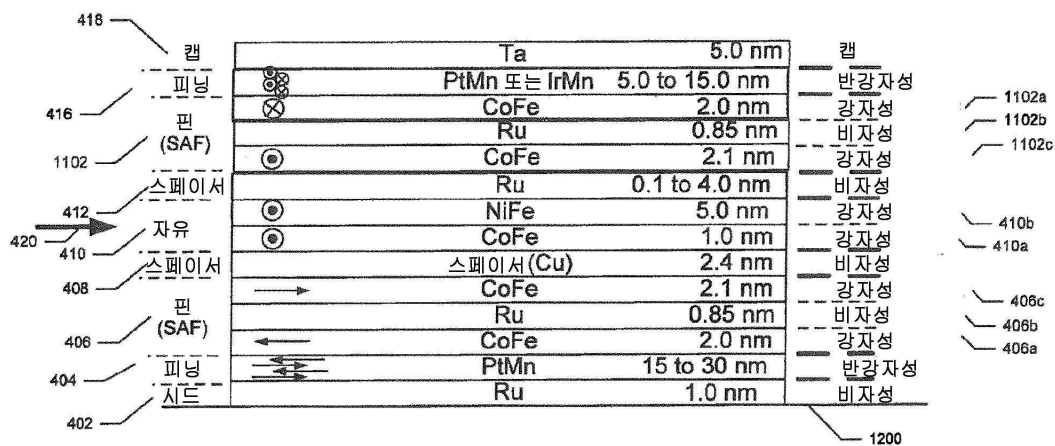 418
캡 Ta 5.0 nm 캡
피닝 PtMn 또는 IrMn 5.0 to 15.0 nm 반강자성
416
CoFe 2.0 nm 강자성 1102a
핀 (SAF) Ru 0.85 nm 비자성 1102b
1102
CoFe 2.1 nm 강자성 1102c
스페이서 Ru 0.1 to 4.0 nm 비자성
412
NiFe 5.0 nm 강자성 410b
420
자유
410
CoFe 1.0 nm 강자성 410a
스페이서 스페이서(Cu) 2.4 nm 비자성
408
CoFe 2.1 nm 강자성 406c
핀 (SAF) Ru 0.85 nm 비자성 406b
406
CoFe 2.0 nm 강자성 406a
404
피닝 PtMn 15 to 30 nm 반강자성
시드 Ru 1.0 nm 비자성
402
1200